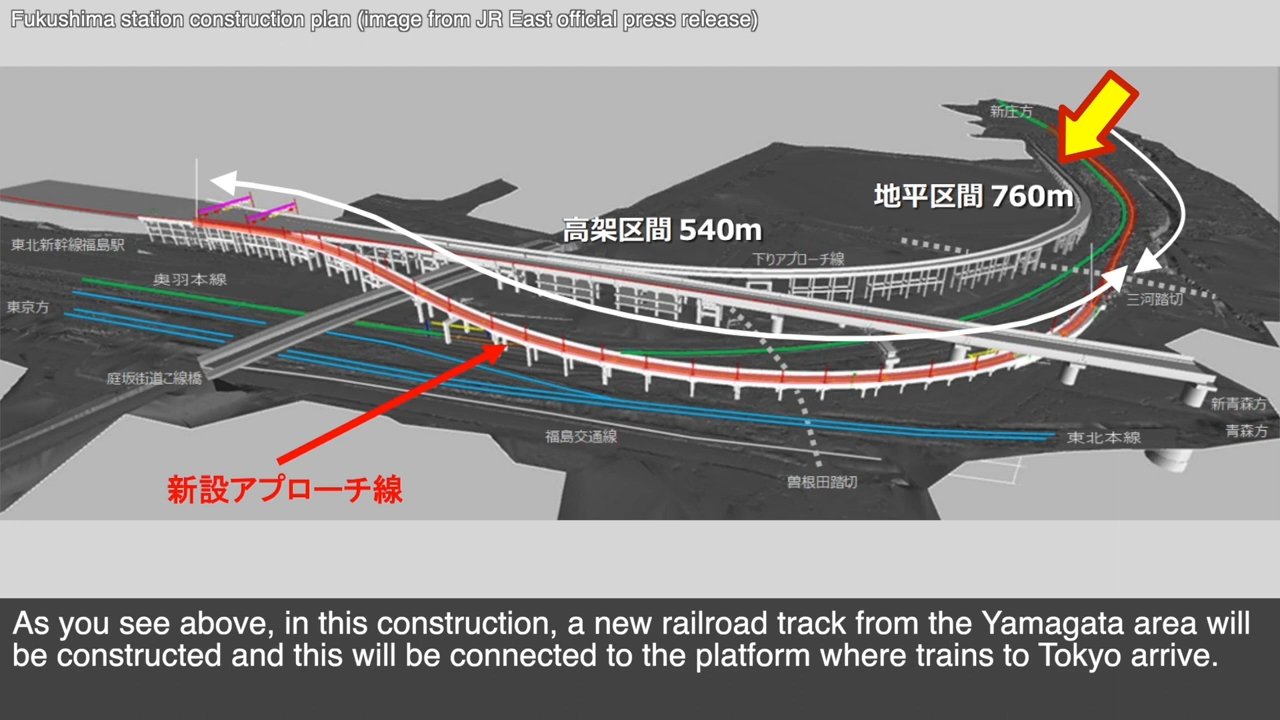 Fukushima station construction plan (image from JR East official press release)
新庄方
地平区間 760m
高架区間 540m
東北新幹線福島駅
下りアプローチ線
奥羽本線
三河踏切
東京方
庭坂街道こ線橋
新青森方
福島交通線
東北本線
青森方
曽根田踏切
新設アプローチ線
As you see above, in this construction, a new railroad track from the Yamagata area will
be constructed and this will be connected to the platform where trains to Tokyo arrive.